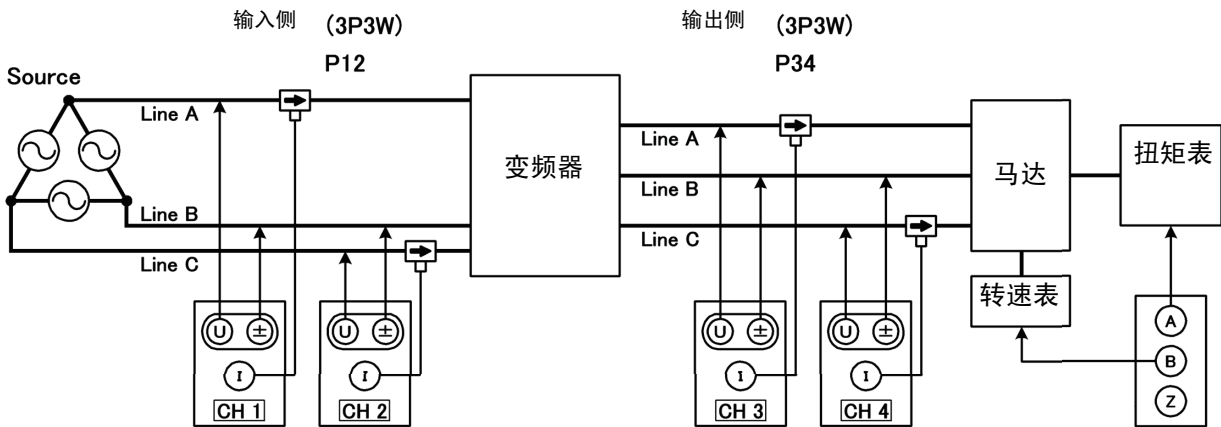 输入侧 (3P3W)
P12
输出侧 (3P3W)
P34
Source
Line A
Line B
Line C
变频器
Line A
Line B
Line C
马达
扭矩表
转速表
U ±
I
CH 1
U ±
I
CH 2
U ±
I
CH 3
U ±
I
CH 4
A
B
Z